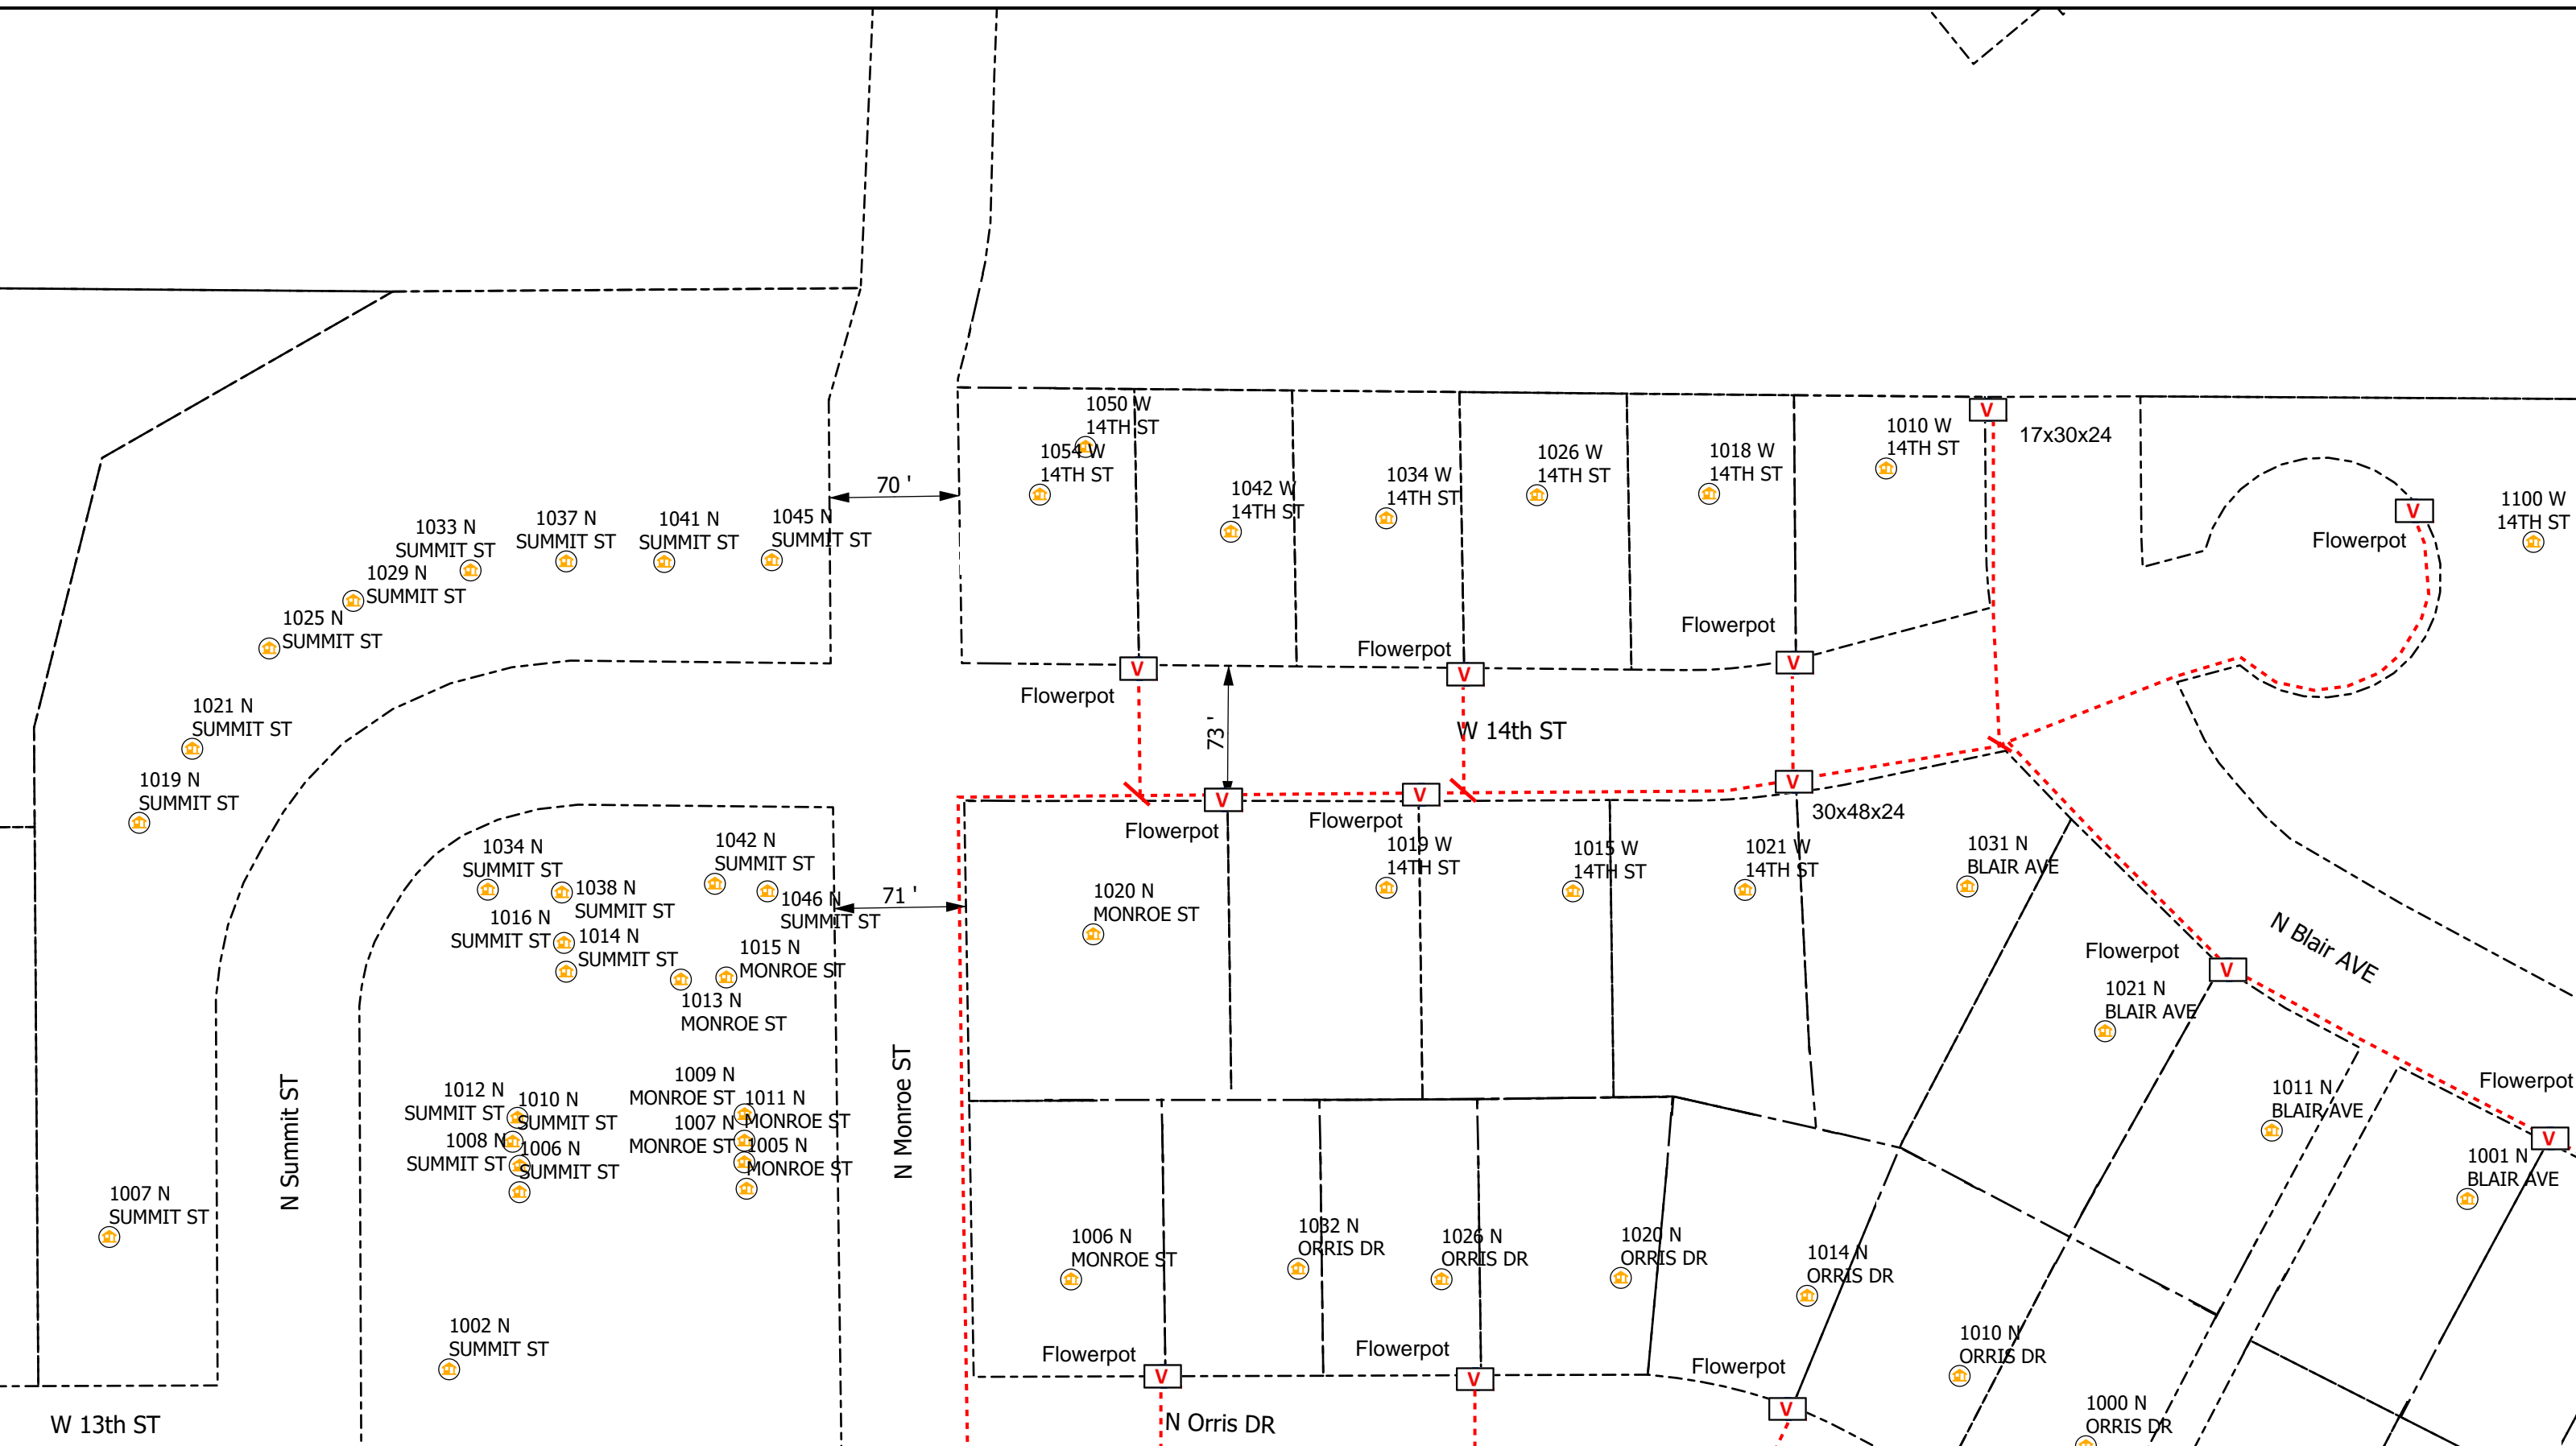 1050 W
14TH ST
1054 W
14TH ST
1010 W
14TH ST
V
17x30x24
1042 W
14TH ST
1034 W
14TH ST
1026 W
14TH ST
1018 W
14TH ST
70 '
V
Flowerpot
1100 W
14TH ST
1033 N
SUMMIT ST
1037 N
SUMMIT ST
1041 N
SUMMIT ST
1045 N
SUMMIT ST
1029 N
SUMMIT ST
1025 N
SUMMIT ST
1021 N
SUMMIT ST
1019 N
SUMMIT ST
Flowerpot
V
Flowerpot
V
Flowerpot
V
73 '
W 14th ST
V
Flowerpot
V
Flowerpot
V
30x48x24
1034 N
SUMMIT ST
1038 N
SUMMIT ST
1042 N
SUMMIT ST
1046 N
SUMMIT ST
71 '
1016 N
SUMMIT ST
1014 N
SUMMIT ST
1015 N
MONROE ST
1013 N
MONROE ST
1020 N
MONROE ST
1019 W
14TH ST
1015 W
14TH ST
1021 W
14TH ST
1031 N
BLAIR AVE
N Blair AVE
Flowerpot
V
1021 N
BLAIR AVE
1011 N
BLAIR AVE
Flowerpot
V
1001 N
BLAIR AVE
N Summit ST
N Monroe ST
1012 N
SUMMIT ST
1010 N
SUMMIT ST
1008 N
SUMMIT ST
1006 N
SUMMIT ST
1009 N
MONROE ST
1011 N
MONROE ST
1007 N
MONROE ST
1005 N
MONROE ST
1007 N
SUMMIT ST
1002 N
SUMMIT ST
1006 N
MONROE ST
1032 N
ORRIS DR
1026 N
ORRIS DR
1020 N
ORRIS DR
1014 N
ORRIS DR
1010 N
ORRIS DR
1000 N
ORRIS DR
Flowerpot
V
Flowerpot
V
Flowerpot
V
W 13th ST
N Orris DR